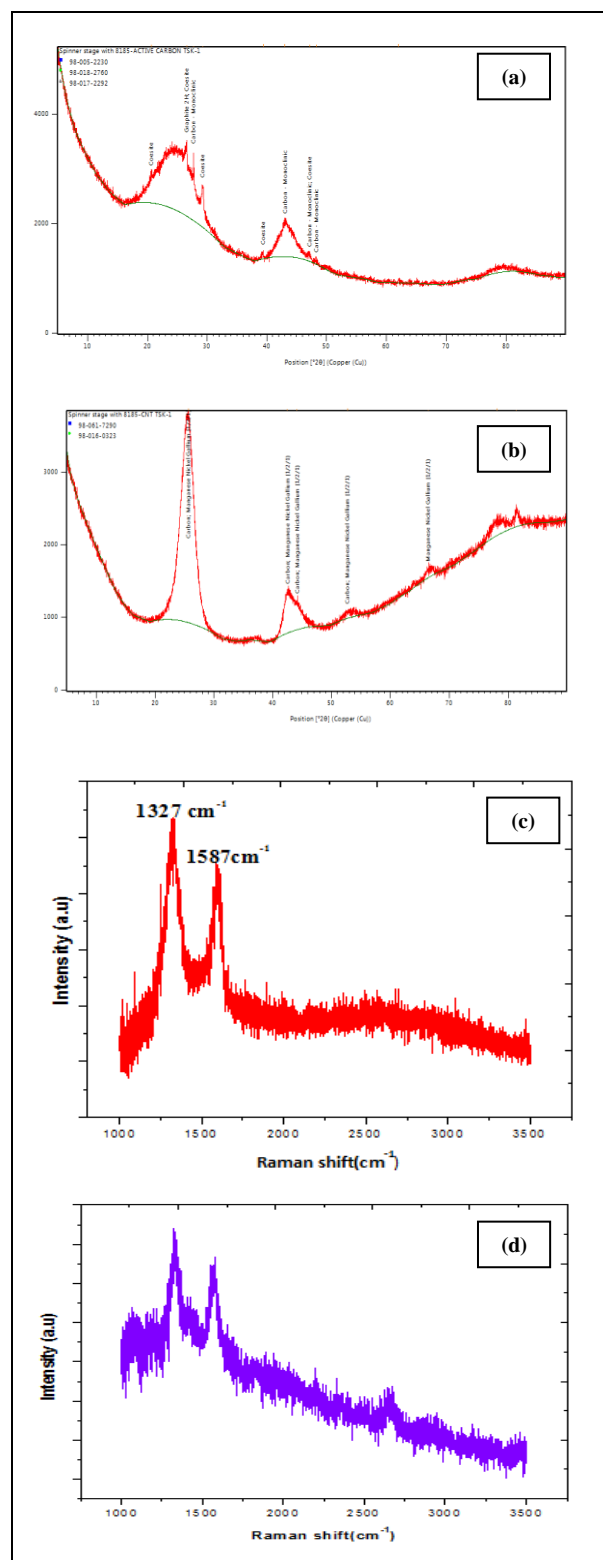 Spinner stage with 8185-ACTIVE CARBON TSK-1
98-005-2230
98-018-2760
98-017-2292
(a)
4000
2000
0
Coesite
Graphite 2H; Coesite
Carbon - Monoclinic
Coesite
Coesite
Carbon - Monoclinic
Carbon - Monoclinic; Coesite
Carbon - Monoclinic
10 20 30 40 50 60 70 80
Position [°2θ] (Copper (Cu))
Spinner stage with 8185-CNT TSK-1
98-061-7290
98-016-0323
(b)
3000
2000
1000
0
Carbon; Manganese Nickel Gallium
Carbon; Manganese Nickel Gallium (1/2/1)
Carbon; Manganese Nickel Gallium (1/2/1)
Carbon; Manganese Nickel Gallium (1/2/1)
Manganese Nickel Gallium (1/2/1)
10 20 30 40 50 60 70 80
Position [°2θ] (Copper (Cu))
1327 cm⁻¹
1587cm⁻¹
(c)
Intensity (a.u)
1000 1500 2000 2500 3000 3500
Raman shift(cm⁻¹)
(d)
Intensity (a.u)
1000 1500 2000 2500 3000 3500
Raman shift(cm⁻¹)